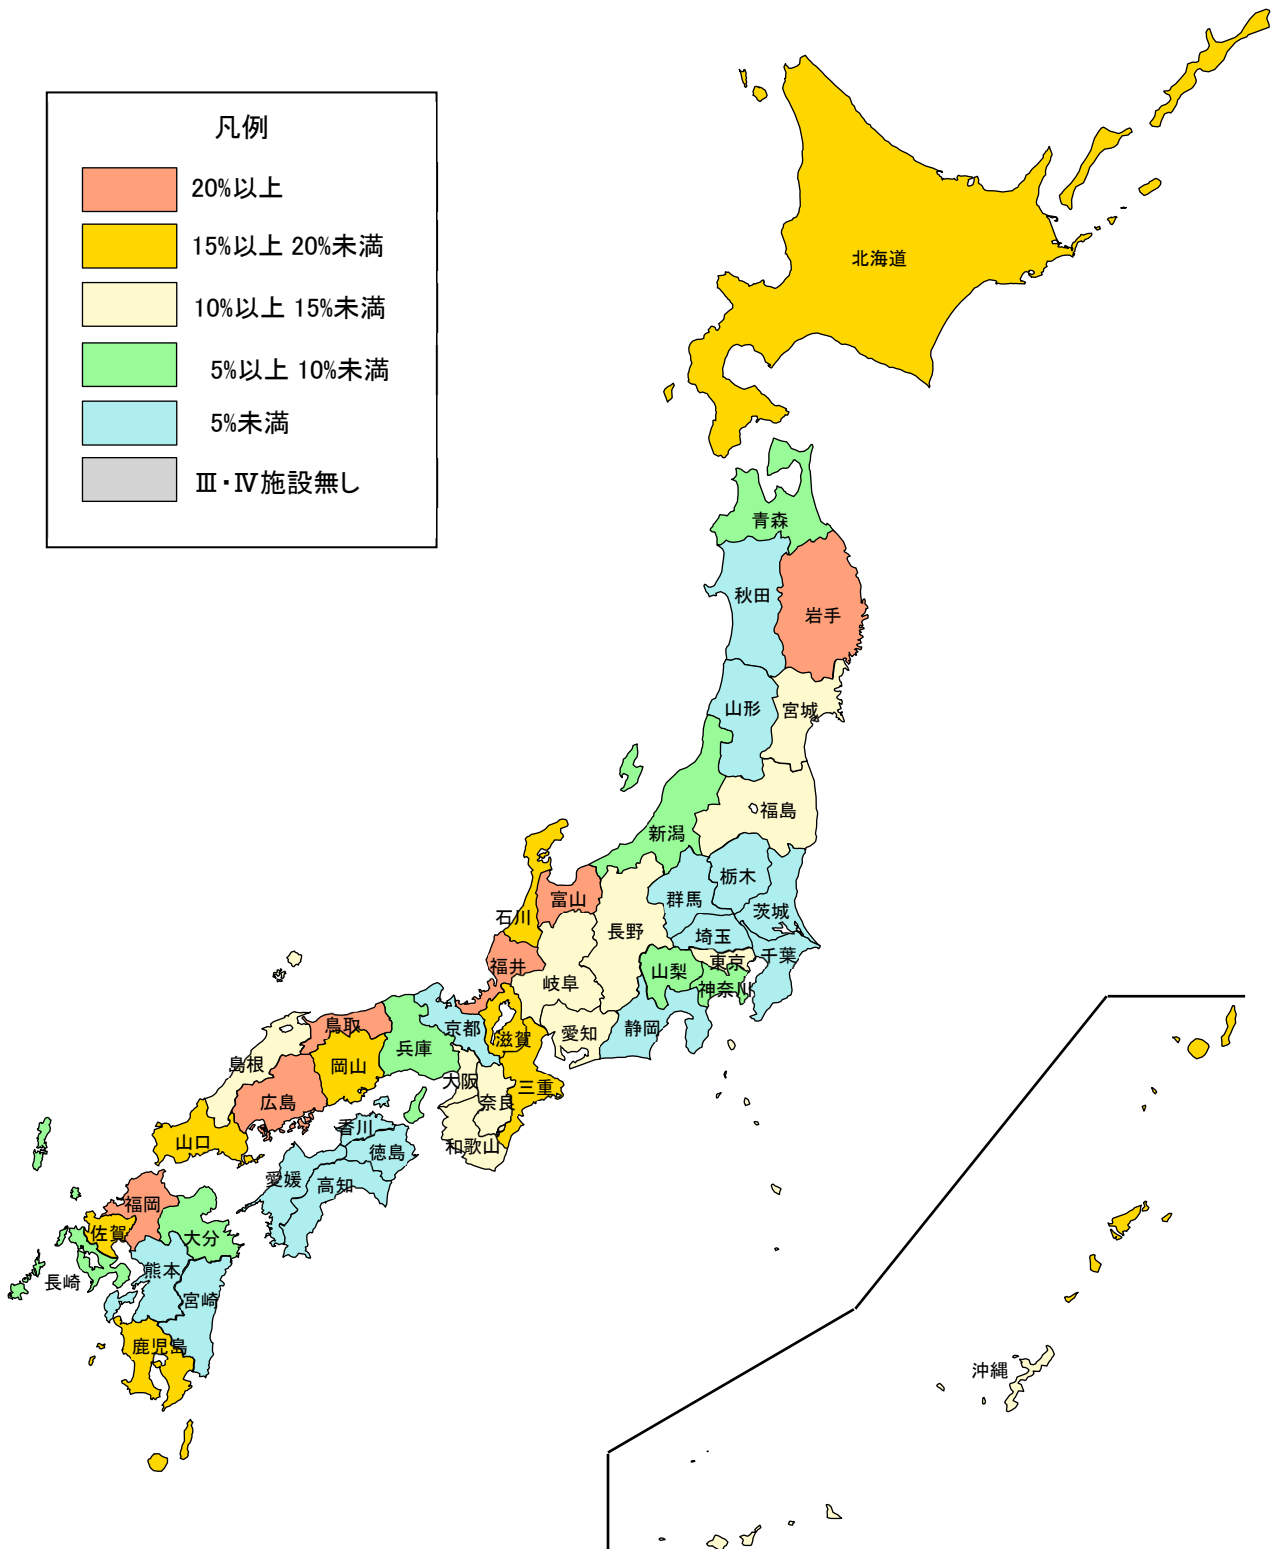 凡例
20%以上
15%以上 20%未満
10%以上 15%未満
5%以上 10%未満
5%未満
Ⅲ・Ⅳ施設無し
北海道
青森
秋田
岩手
山形
宮城
福島
新潟
栃木
群馬
富山
茨城
石川
長野
埼玉
千葉
東京
福井
山梨
岐阜
神奈川
鳥取
京都
滋賀
愛知
静岡
兵庫
島根
岡山
大阪
三重
広島
奈良
香川
山口
和歌山
徳島
愛媛
高知
福岡
佐賀
大分
熊本
長崎
宮崎
鹿児島
沖縄